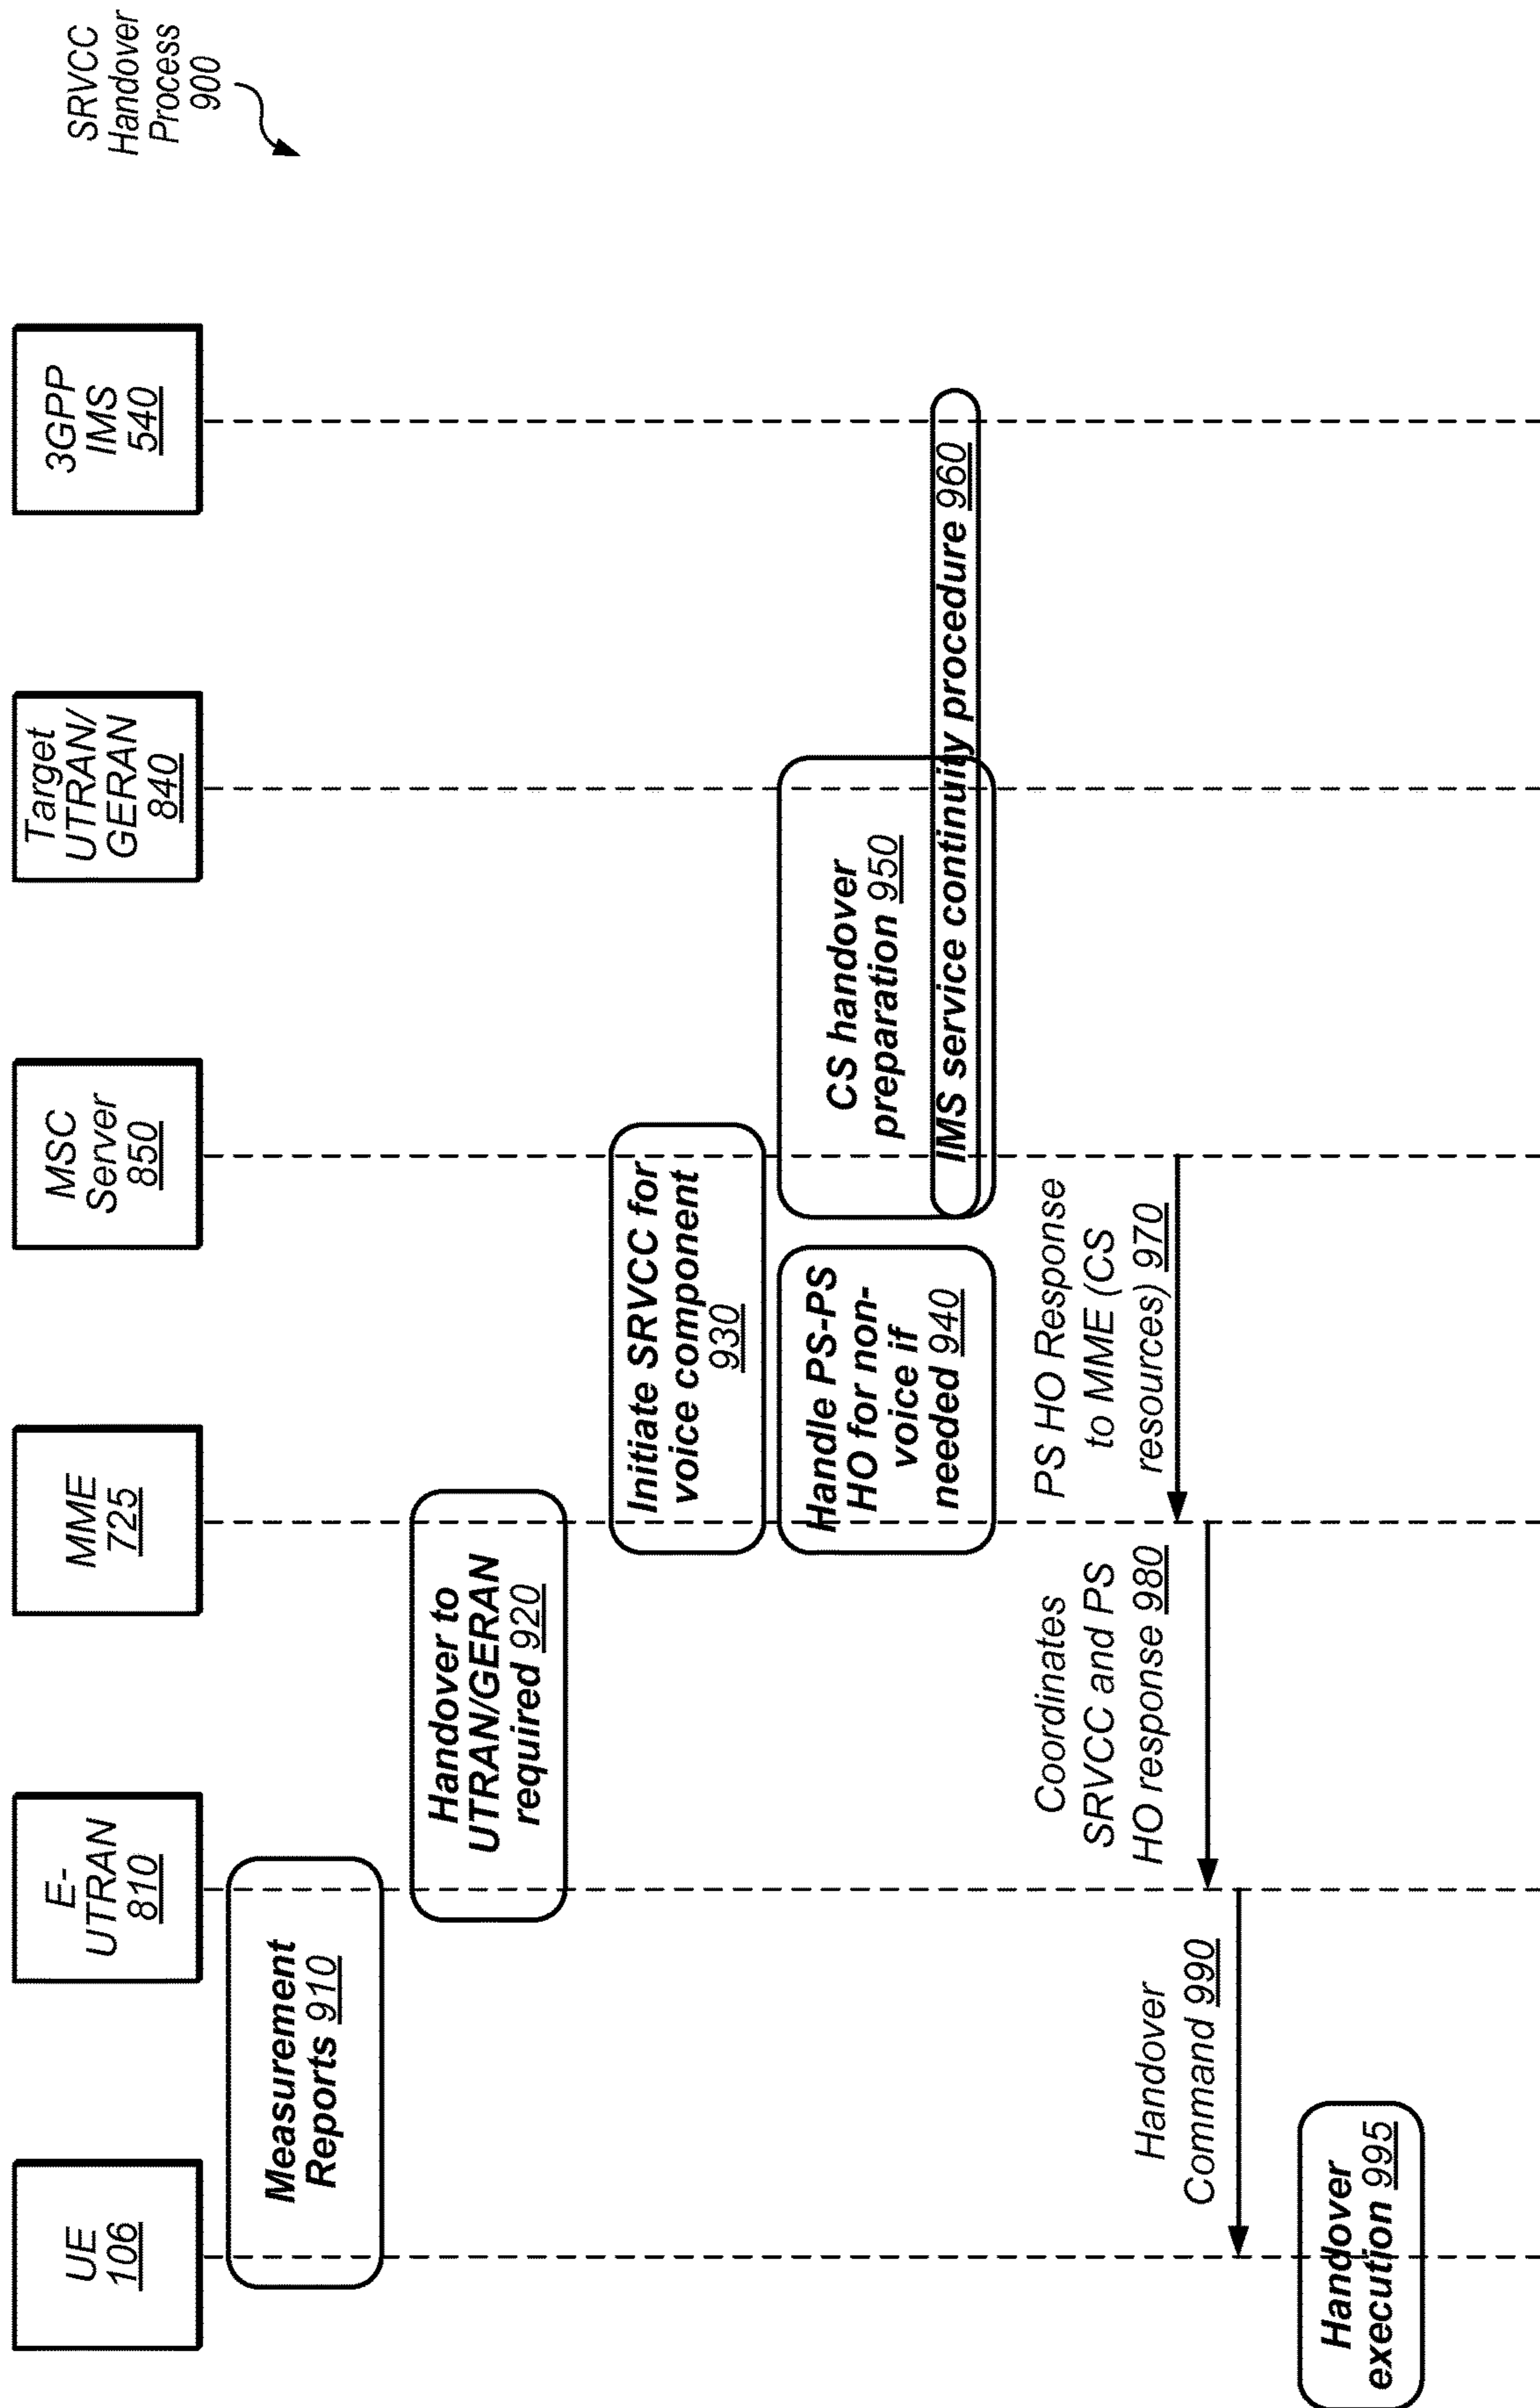 SRVCC
Handover
Process
900
UE
106
E-
UTRAN
810
MME
725
MSC
Server
850
Target
UTRAN/
GERAN
840
3GPP
IMS
540
Measurement
Reports 910
Handover to
UTRAN/GERAN
required 920
Initiate SRVCC for
voice component
930
Handle PS-PS
HO for non-
voice if
needed 940
CS handover
preparation 950
IMS service continuity procedure 960
PS HO Response
to MME (CS
resources) 970
Coordinates
SRVCC and PS
HO response 980
Handover
Command 990
Handover
execution 995